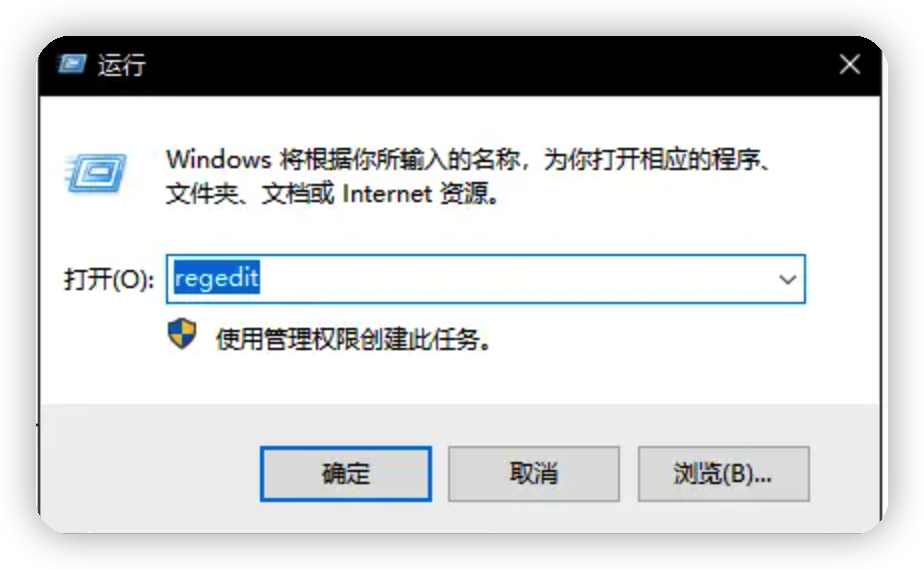 运行
Windows 将根据你所输入的名称，为你打开相应的程序、
文件夹、文档或 Internet 资源。
打开(O): regedit
使用管理权限创建此任务。
确定 取消 浏览(B)...